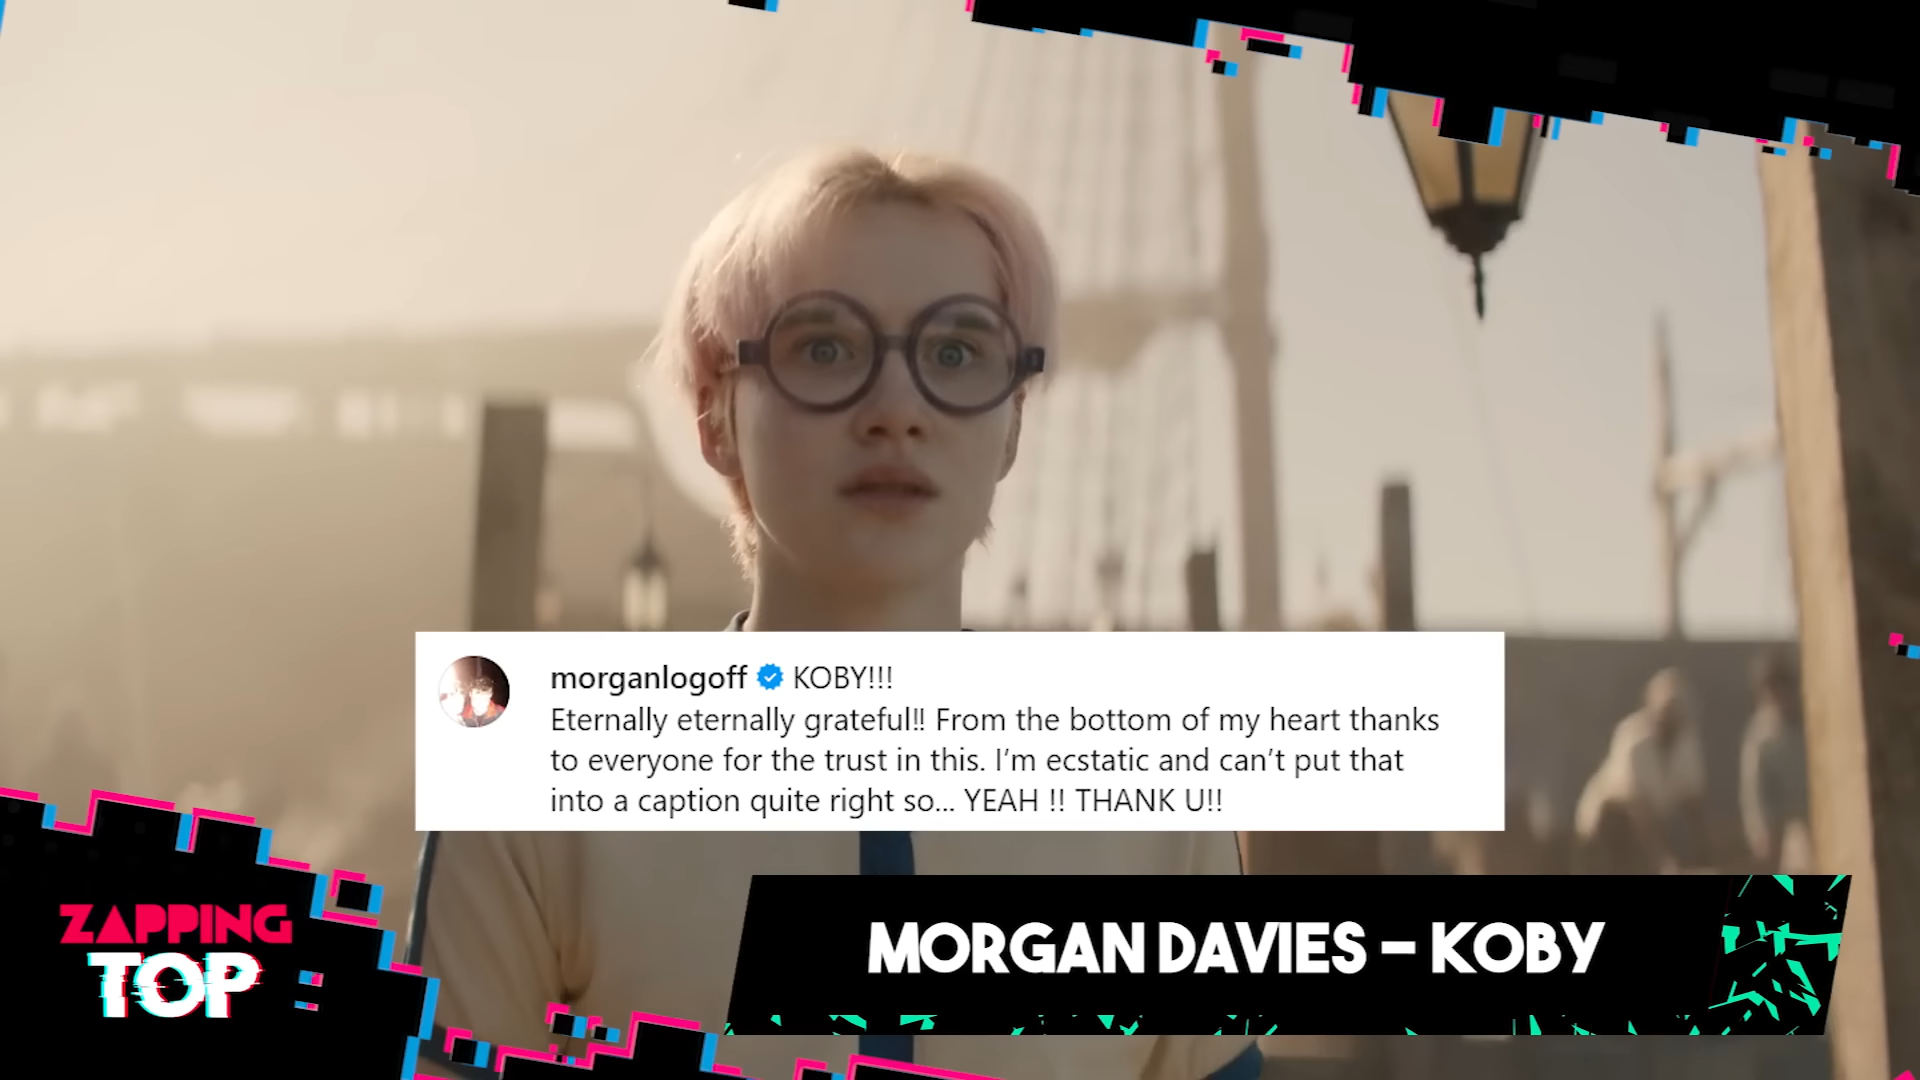 morganlogoff KOBY!!!
Eternally eternally grateful!! From the bottom of my heart thanks
to everyone for the trust in this. I’m ecstatic and can’t put that
into a caption quite right so... YEAH !! THANK U!!
ZAPPING
TOP
MORGAN DAVIES – KOBY